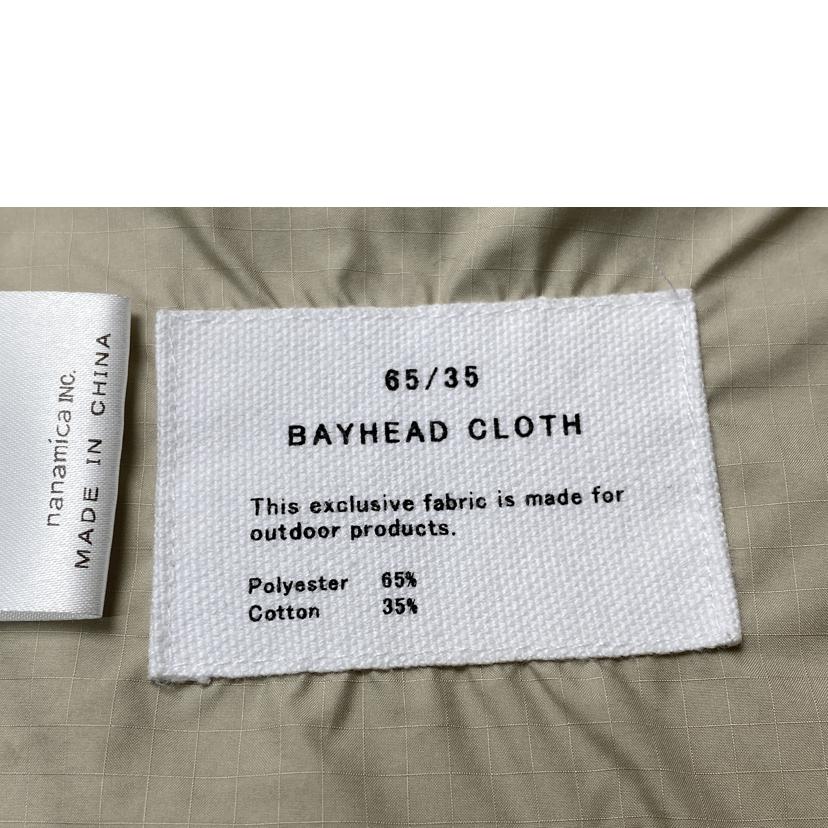 nanamica INC.
MADE IN CHINA
65/35
BAYHEAD CLOTH
This exclusive fabric is made for
outdoor products.
Polyester 65%
Cotton 35%